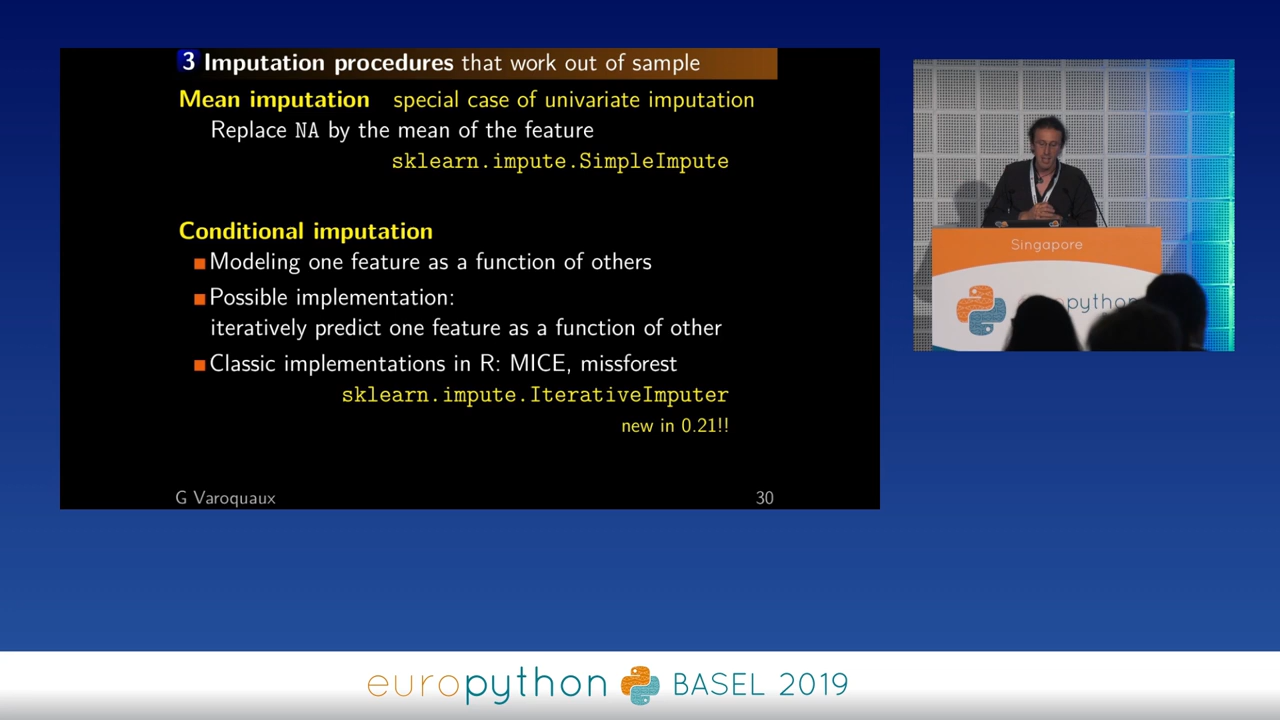 3 Imputation procedures that work out of sample
Mean imputation special case of univariate imputation
Replace NA by the mean of the feature
sklearn.impute.SimpleImpute
Conditional imputation
■ Modeling one feature as a function of others
■ Possible implementation:
iteratively predict one feature as a function of other
■ Classic implementations in R: MICE, missforest
sklearn.impute.IterativeImputer
new in 0.21!!
G Varoquaux 30
Singapore
python
europython BASEL 2019